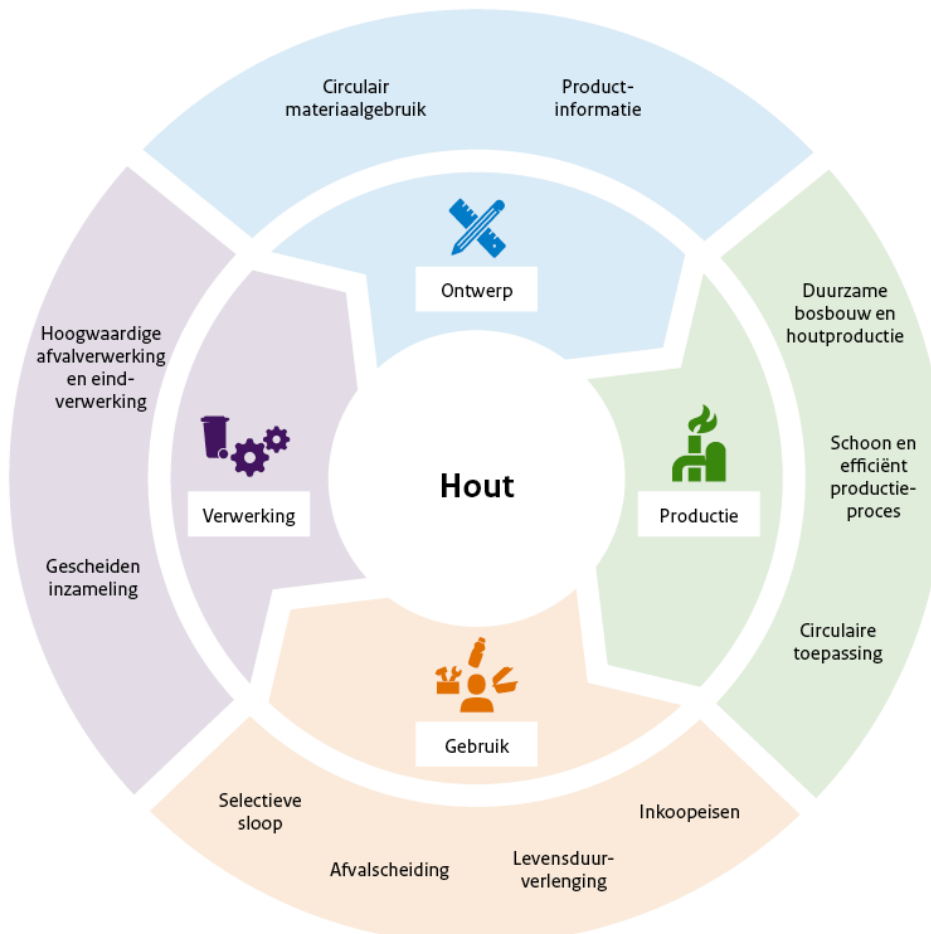 Circulair
materiaalgebruik
Product-
informatie
Ontwerp
Duurzame
bosbouw en
houtproductie
Schoon en
efficiënt
productie-
proces
Circulaire
toepassing
Productie
Hout
Hoogwaardige
afvalverwerking
en eind-
verwerking
Gescheiden
inzameling
Verwerking
Gebruik
Selectieve
sloop
Afvalscheiding
Levensduur-
verlenging
Inkoopeisen